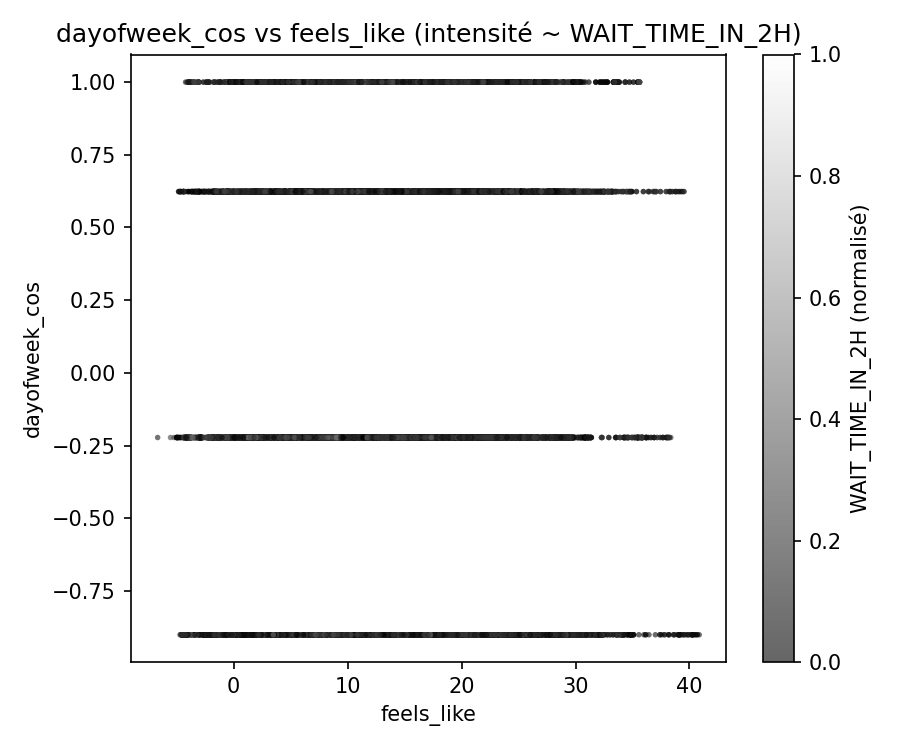 dayofweek_cos vs feels_like (intensité ~ WAIT_TIME_IN_2H)
1.00
0.75
0.50
0.25
0.00
−0.25
−0.50
−0.75
dayofweek_cos
0 10 20 30 40
feels_like
1.0
0.8
0.6
0.4
0.2
0.0
WAIT_TIME_IN_2H (normalisé)